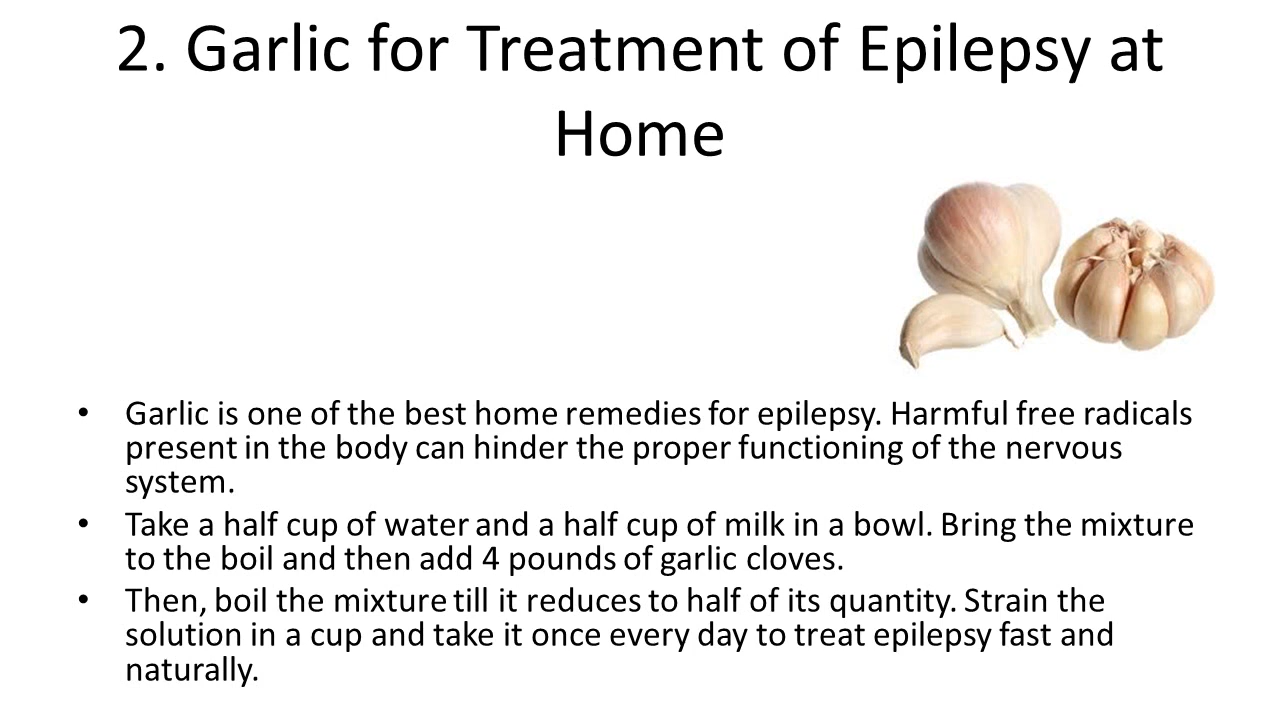 2. Garlic for Treatment of Epilepsy at
Home
• Garlic is one of the best home remedies for epilepsy. Harmful free radicals
present in the body can hinder the proper functioning of the nervous
system.
• Take a half cup of water and a half cup of milk in a bowl. Bring the mixture
to the boil and then add 4 pounds of garlic cloves.
• Then, boil the mixture till it reduces to half of its quantity. Strain the
solution in a cup and take it once every day to treat epilepsy fast and
naturally.